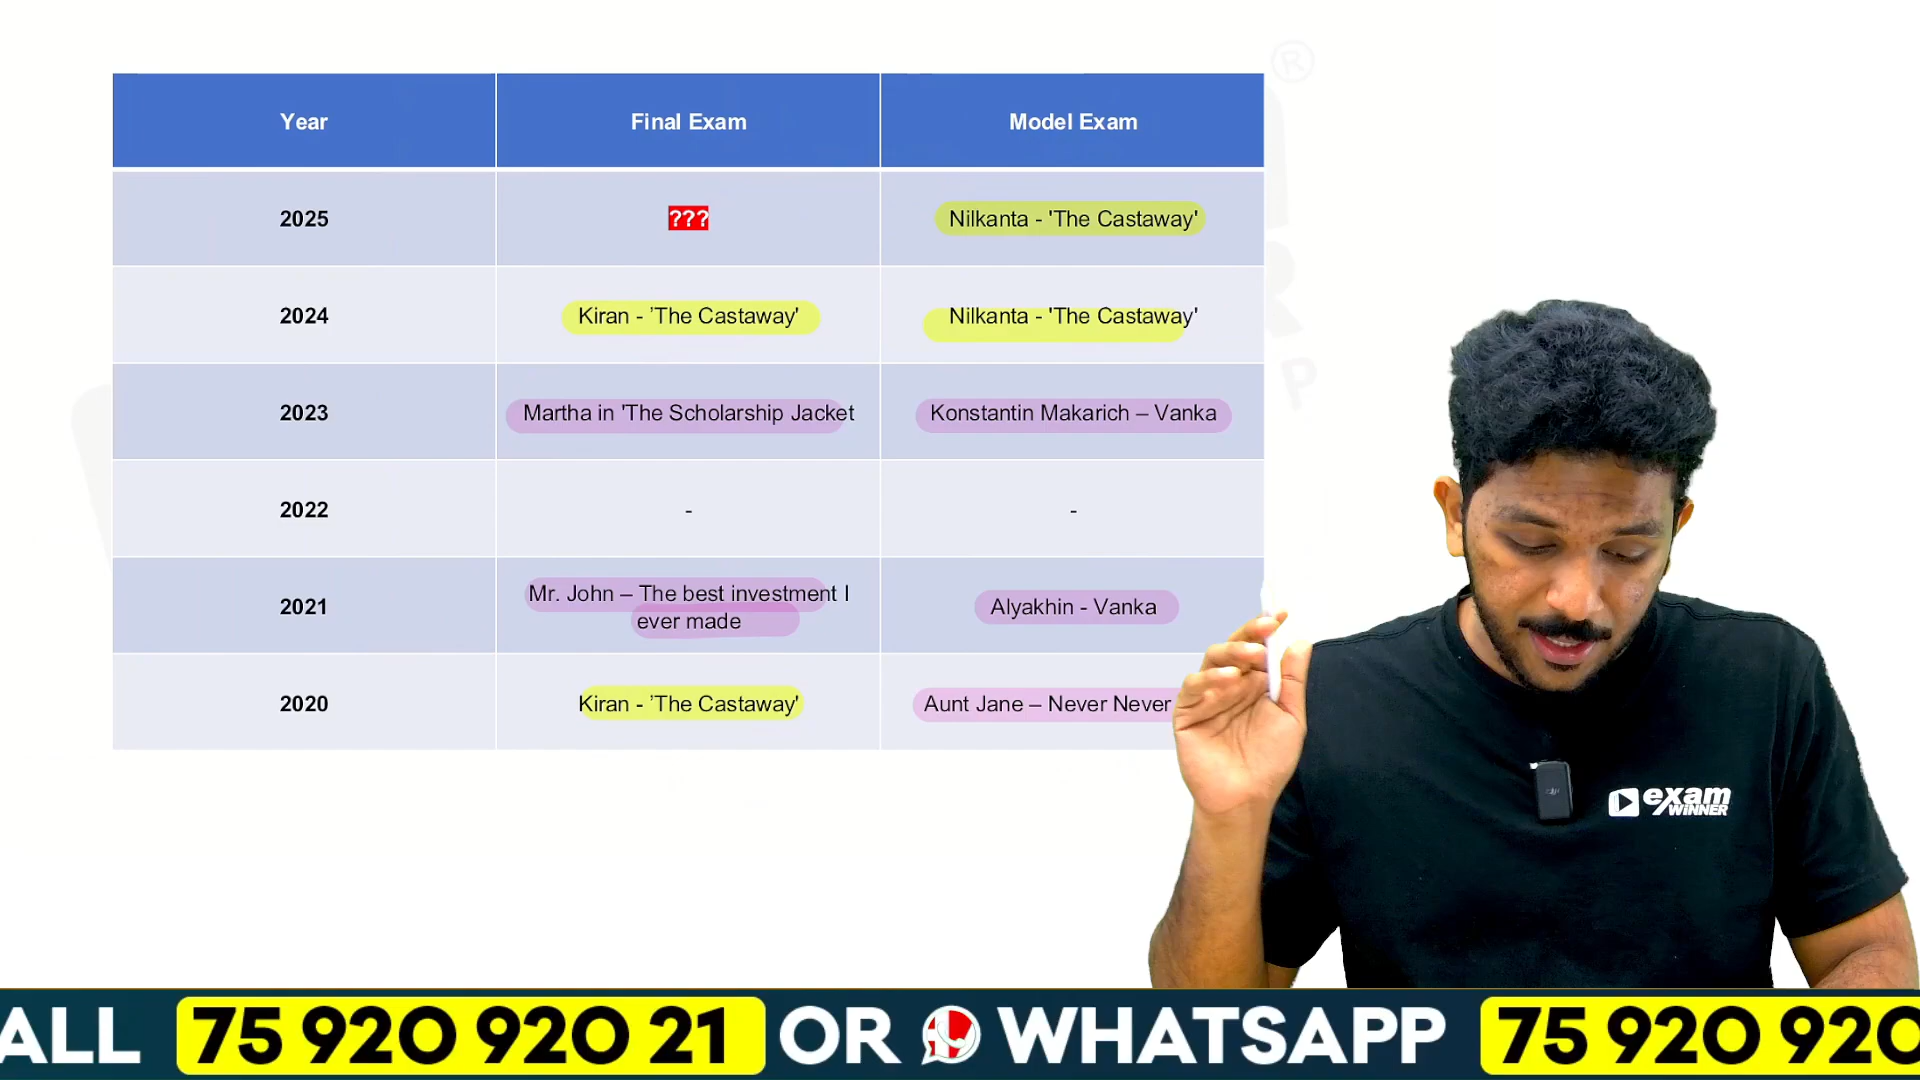 ®
Year Final Exam Model Exam
2025 ??? Nilkanta - 'The Castaway'
2024 Kiran - ’The Castaway' Nilkanta - 'The Castaway'
2023 Martha in 'The Scholarship Jacket Konstantin Makarich – Vanka
2022 - -
2021 Mr. John – The best investment I
ever made Alyakhin - Vanka
2020 Kiran - ’The Castaway' Aunt Jane – Never Never
P
exam
WINNER
ALL 75 920 920 21 OR WHATSAPP 75 920 920